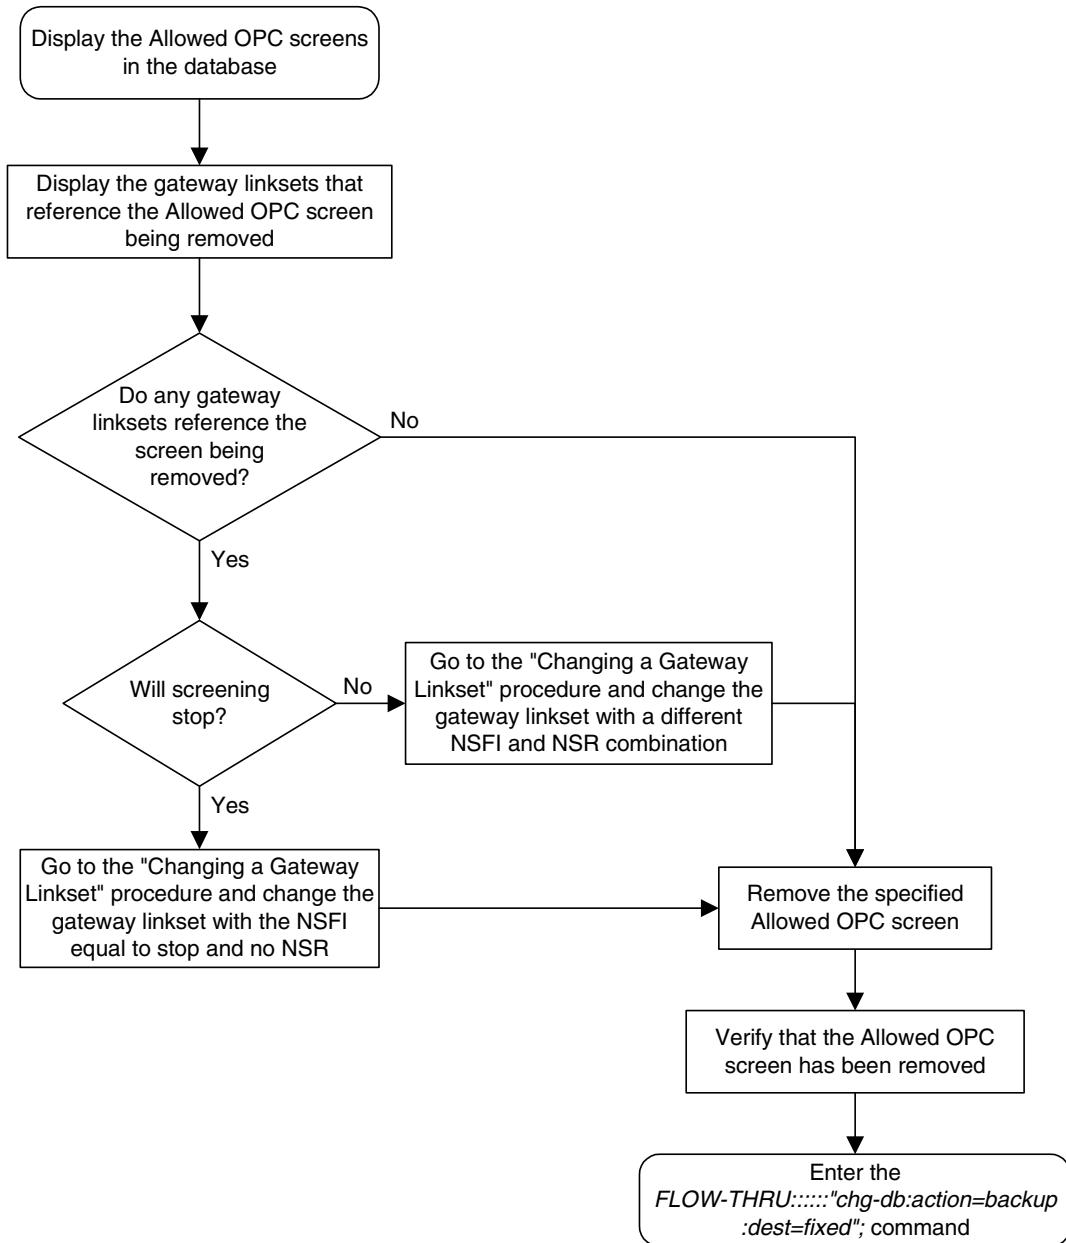 Display the Allowed OPC screens
in the database
Display the gateway linksets that
reference the Allowed OPC screen
being removed
Do any gateway
linksets reference the
screen being
removed?
No
Yes
Will screening
stop?
No
Go to the "Changing a Gateway
Linkset" procedure and change the
gateway linkset with a different
NSFI and NSR combination
Yes
Go to the "Changing a Gateway
Linkset" procedure and change the
gateway linkset with the NSFI
equal to stop and no NSR
Remove the specified
Allowed OPC screen
Verify that the Allowed OPC
screen has been removed
Enter the
FLOW-THRU::::::"chg-db:action=backup
:dest=fixed"; command